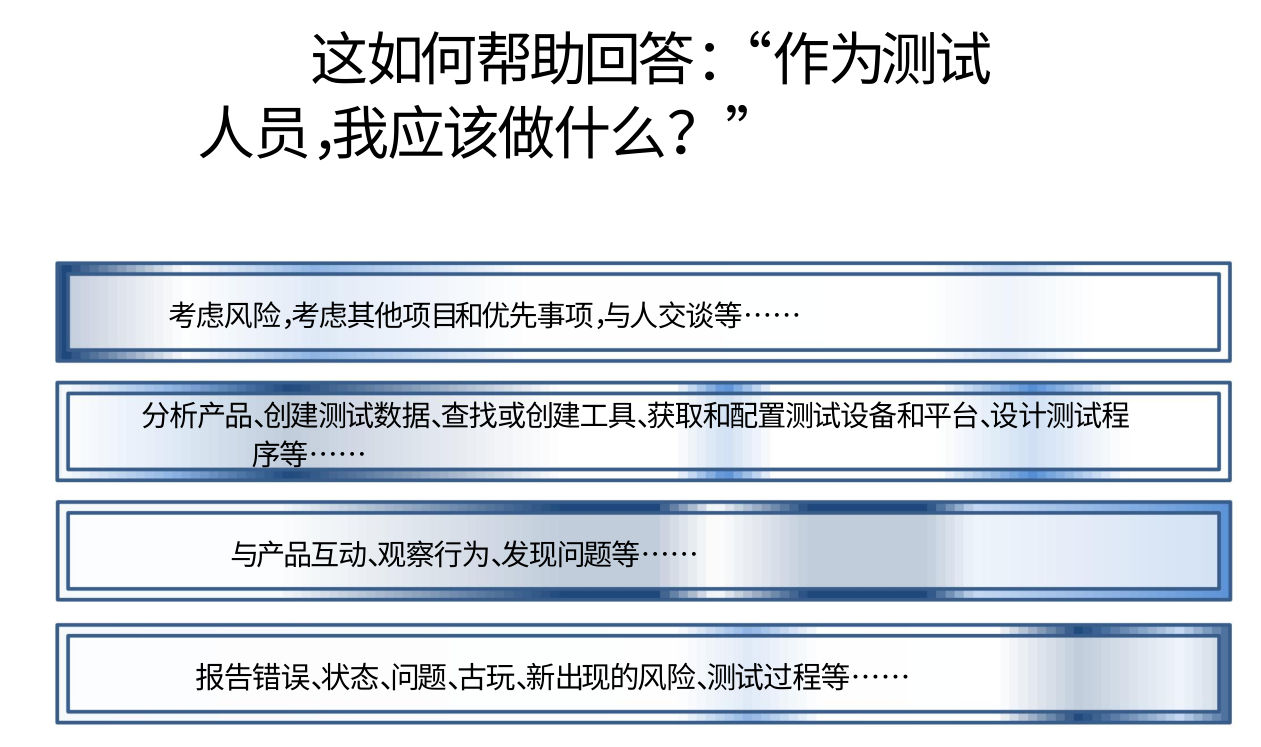 这如何帮助回答：“作为测试
人员,我应该做什么？”
考虑风险,考虑其他项目和优先事项,与人交谈等……
分析产品、创建测试数据、查找或创建工具、获取和配置测试设备和平台、设计测试程
序等……
与产品互动、观察行为、发现问题等……
报告错误、状态、问题、古玩、新出现的风险、测试过程等……